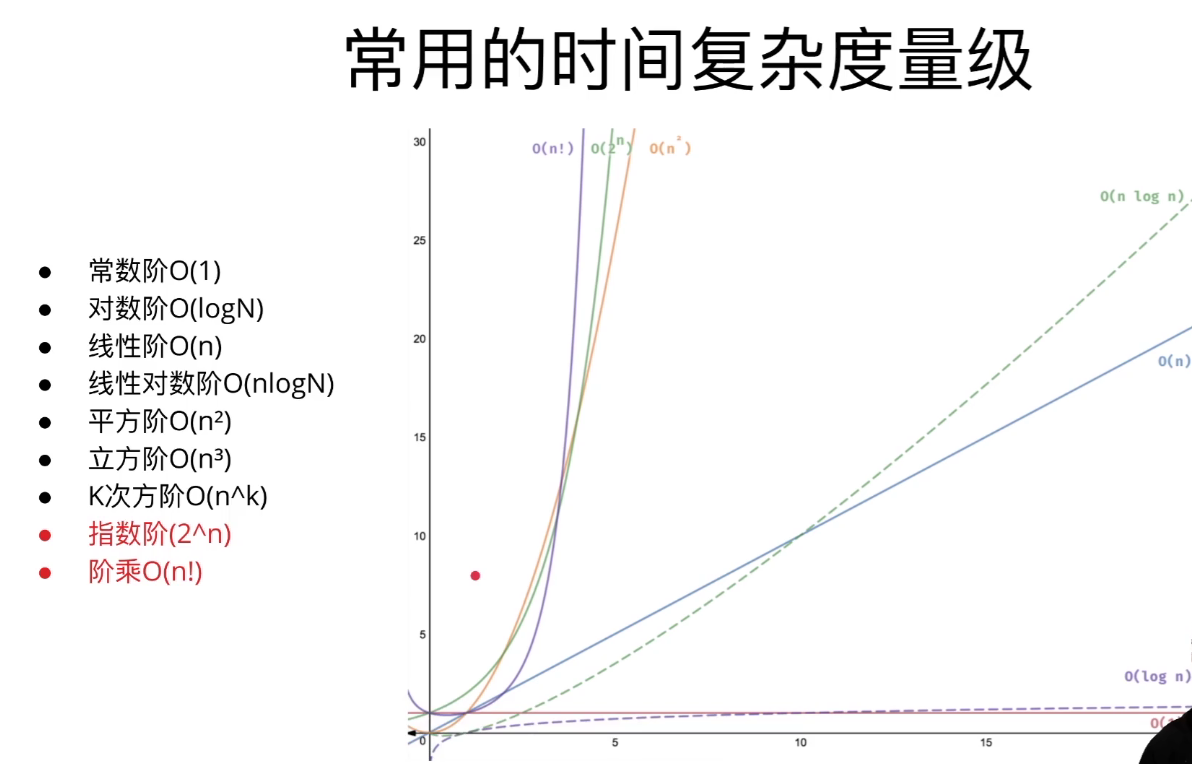 常用的时间复杂度量级
常数阶O(1)
对数阶O(logN)
线性阶O(n)
线性对数阶O(nlogN)
平方阶O(n²)
立方阶O(n³)
K次方阶O(n^k)
指数阶(2^n)
阶乘O(n!)
30
O(n!)
O(2ⁿ)
O(n²)
O(n log n)
25
20
O(n)
15
10
5
O(log n)
0
5
10
15